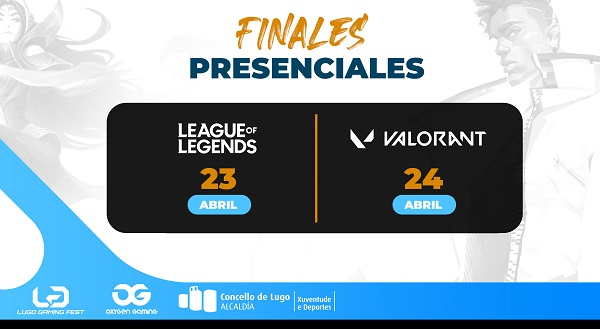 FINALES
PRESENCIALES
LEAGUE OF
LEGENDS
23
ABRIL
VALORANT
24
ABRIL
LUGO GAMING FEST
OXYGEN GAMING
Concello de Lugo
ALCALDÍA
Xuventude
e Deportes